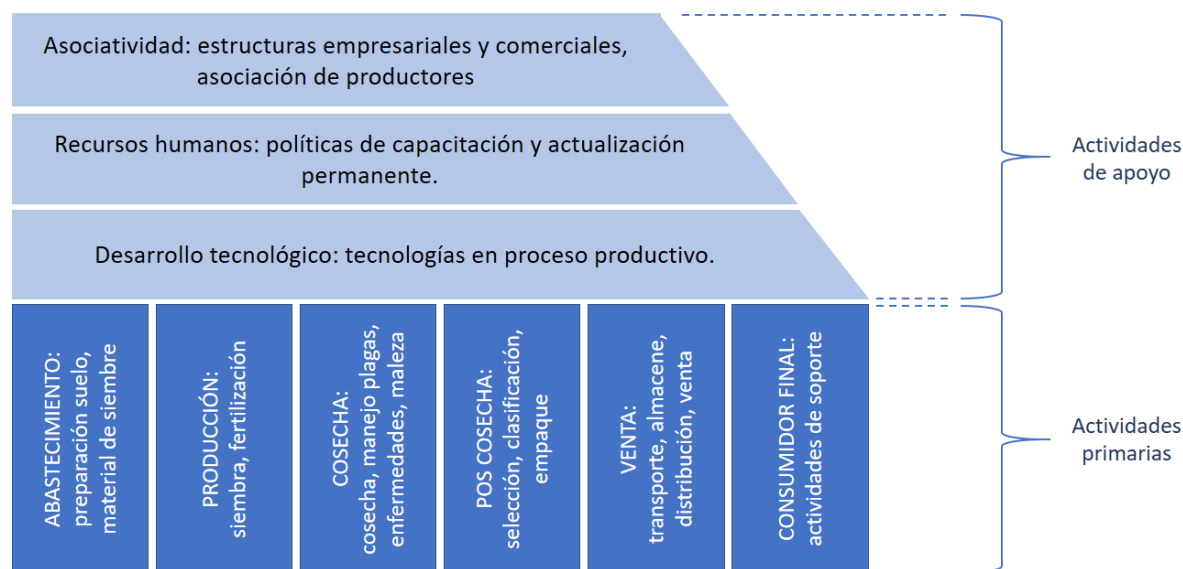 Asociatividad: estructuras empresariales y comerciales,
asociación de productores
Recursos humanos: políticas de capacitación y actualización
permanente.
Desarrollo tecnológico: tecnologías en proceso productivo.
Actividades
de apoyo
ABASTECIMIENTO:
preparación suelo,
material de siembre
PRODUCCIÓN:
siembra, fertilización
COSECHA:
cosecha, manejo plagas,
enfermedades, maleza
POS COSECHA:
selección, clasificación,
empaque
VENTA:
transporte, almacene,
distribución, venta
CONSUMIDOR FINAL:
actividades de soporte
Actividades
primarias